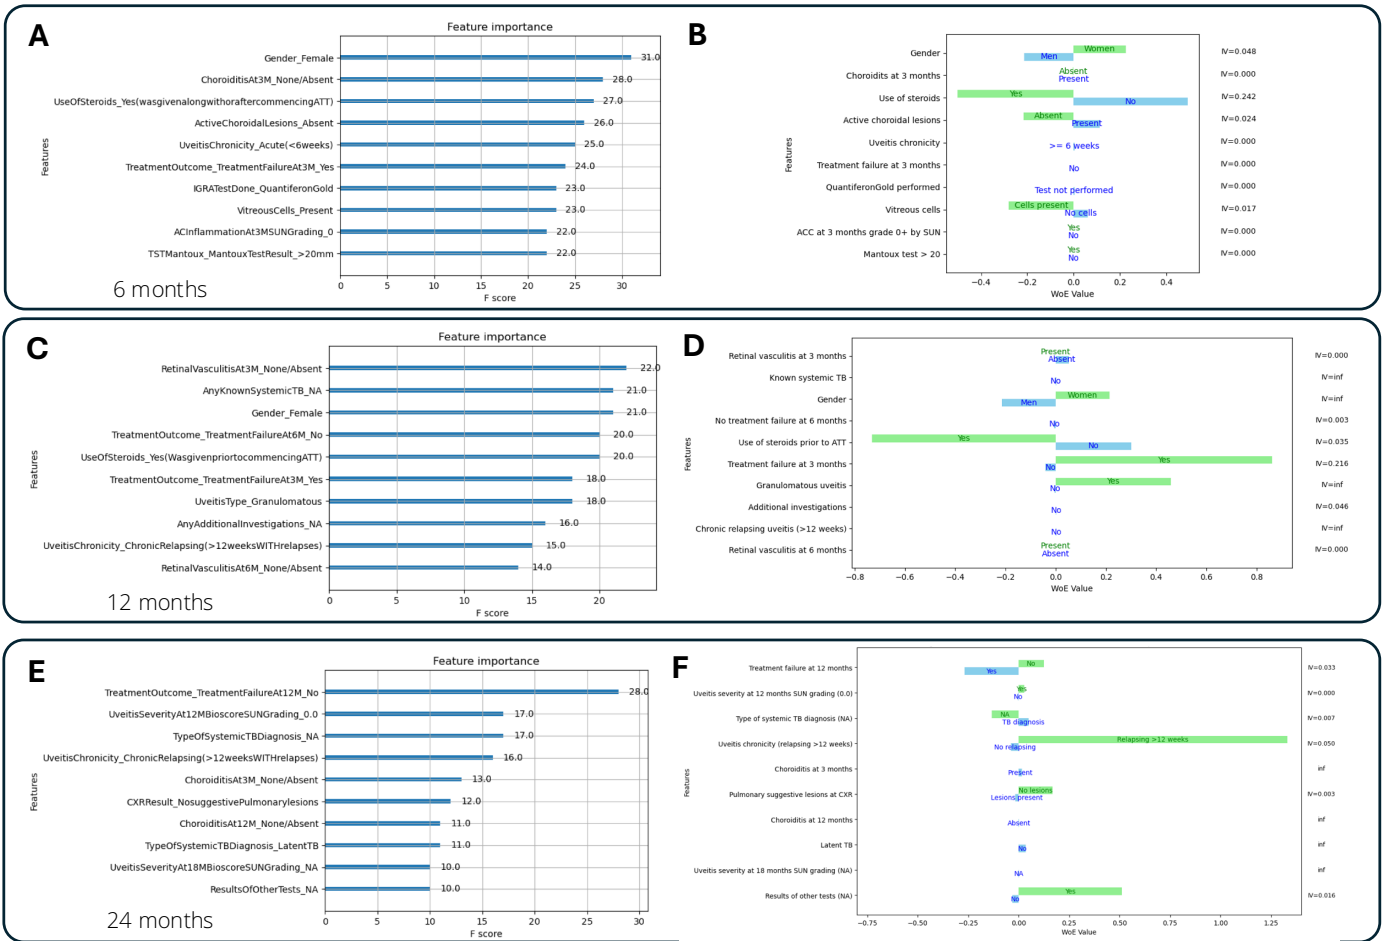 A
Feature importance
Features
Gender_Female
31.0
ChoroiditisAt3M_None/Absent
28.0
UseOfSteroids_Yes(wasgivenalongwithoraftercommencingATT)
27.0
ActiveChoroidalLesions_Absent
26.0
UveitisChronicity_Acute(<6weeks)
25.0
TreatmentOutcome_TreatmentFailureAt3M_Yes
24.0
IGRATestDone_QuantiferonGold
23.0
VitreousCells_Present
23.0
ACInflammationAt3MSUNGrading_0
22.0
TSTMantoux_MantouxTestResult_>20mm
22.0
0 5 10 15 20 25 30
F score
6 months
B
Features
Gender Women Men IV=0.048
Choroidits at 3 months Absent Present IV=0.000
Use of steroids Yes No IV=0.242
Active choroidal lesions Absent Present IV=0.024
Uveitis chronicity >= 6 weeks IV=0.000
Treatment failure at 3 months No IV=0.000
QuantiferonGold performed Test not performed IV=0.000
Vitreous cells Cells present No cells IV=0.017
ACC at 3 months grade 0+ by SUN Yes No IV=0.000
Mantoux test > 20 Yes No IV=0.000
−0.4 −0.2 0.0 0.2 0.4
WoE Value
C
Feature importance
Features
RetinalVasculitisAt3M_None/Absent
22.0
AnyKnownSystemicTB_NA
21.0
Gender_Female
21.0
TreatmentOutcome_TreatmentFailureAt6M_No
20.0
UseOfSteroids_Yes(Wasgivenpriortocommencing​ATT)
20.0
TreatmentOutcome_TreatmentFailureAt3M_Yes
18.0
UveitisType_Granulomatous
18.0
AnyAdditionalInvestigations_NA
16.0
UveitisChronicity_ChronicRelapsing(>12weeksWITHrelapses)
15.0
RetinalVasculitisAt6M_None/Absent
14.0
0 5 10 15 20
F score
12 months
D
Features
Retinal vasculitis at 3 months Present Absent IV=0.000
Known systemic TB No IV=inf
Gender Women Men IV=inf
No treatment failure at 6 months No IV=0.003
Use of steroids prior to ATT Yes No IV=0.035
Treatment failure at 3 months Yes No IV=0.216
Granulomatous uveitis Yes No IV=inf
Additional investigations No IV=0.046
Chronic relapsing uveitis (>12 weeks) No IV=inf
Retinal vasculitis at 6 months Present Absent IV=0.000
−0.8 −0.6 −0.4 −0.2 0.0 0.2 0.4 0.6 0.8
WoE Value
E
Feature importance
Features
TreatmentOutcome_TreatmentFailureAt12M_No
28.0
UveitisSeverityAt12MBioscoreSUNGrading_0.0
17.0
TypeOfSystemicTBDiagnosis_NA
17.0
UveitisChronicity_ChronicRelapsing(>12weeksWITHrelapses)
16.0
ChoroiditisAt3M_None/Absent
13.0
CXRResult_NosuggestivePulmonarylesions
12.0
ChoroiditisAt12M_None/Absent
11.0
TypeOfSystemicTBDiagnosis_LatentTB
11.0
UveitisSeverityAt18MBioscoreSUNGrading_NA
10.0
ResultsOfOtherTests_NA
10.0
0 5 10 15 20 25 30
F score
24 months
F
Features
Treatment failure at 12 months No Yes IV=0.033
Uveitis severity at 12 months SUN grading (0.0) Yes No IV=0.000
Type of systemic TB diagnosis (NA) NA TB diagnosis IV=0.007
Uveitis chronicity (relapsing >12 weeks) Relapsing >12 weeks No relapsing IV=0.050
Choroiditis at 3 months Present inf
Pulmonary suggestive lesions at CXR No lesions Lesions present IV=0.003
Choroiditis at 12 months Absent inf
Latent TB No inf
Uveitis severity at 18 months SUN grading (NA) NA inf
Results of other tests (NA) Yes No IV=0.016
−0.75 −0.50 −0.25 0.00 0.25 0.50 0.75 1.00 1.25
WoE Value